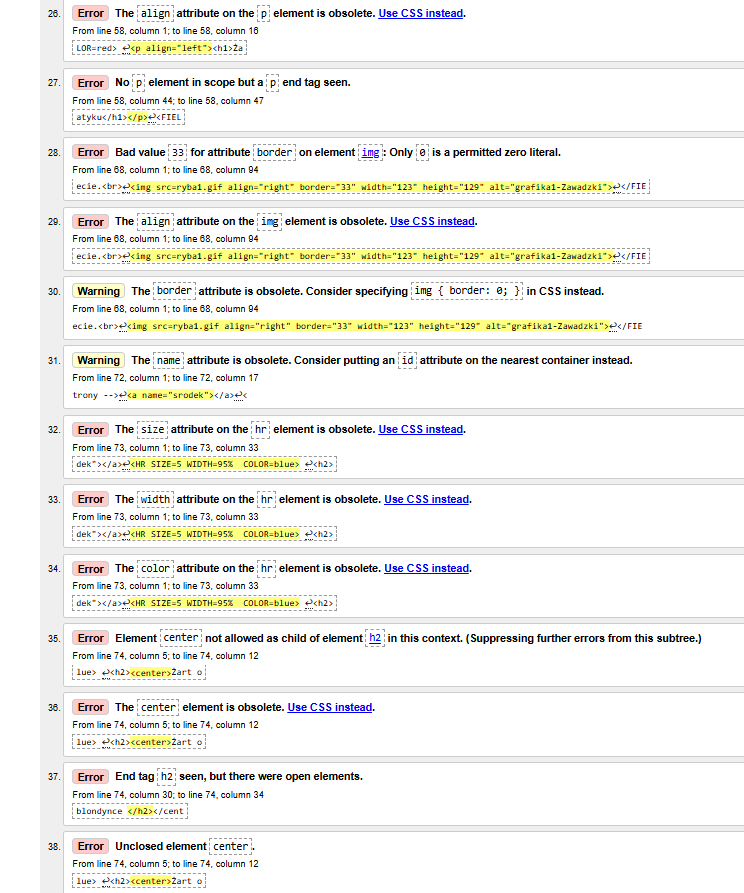 26. Error The align attribute on the p element is obsolete. Use CSS instead.
From line 58, column 1; to line 58, column 16
LOR=red> ↩<p align="left"><h1>Ża
27. Error No p element in scope but a p end tag seen.
From line 58, column 44; to line 58, column 47
atyku</h1></p>↩<FIEL
28. Error Bad value 33 for attribute border on element img: Only 0 is a permitted zero literal.
From line 68, column 1; to line 68, column 94
ecie.<br>↩<img src=ryba1.gif align="right" border="33" width="123" height="129" alt="grafika1-Zawadzki">↩</FIE
29. Error The align attribute on the img element is obsolete. Use CSS instead.
From line 68, column 1; to line 68, column 94
ecie.<br>↩<img src=ryba1.gif align="right" border="33" width="123" height="129" alt="grafika1-Zawadzki">↩</FIE
30. Warning The border attribute is obsolete. Consider specifying img { border: 0; } in CSS instead.
From line 68, column 1; to line 68, column 94
ecie.<br>↩<img src=ryba1.gif align="right" border="33" width="123" height="129" alt="grafika1-Zawadzki">↩</FIE
31. Warning The name attribute is obsolete. Consider putting an id attribute on the nearest container instead.
From line 72, column 1; to line 72, column 17
trony -->↩<a name="srodek"></a>↩<
32. Error The size attribute on the hr element is obsolete. Use CSS instead.
From line 73, column 1; to line 73, column 33
dek"></a>↩<HR SIZE=5 WIDTH=95%  COLOR=blue> ↩<h2>
33. Error The width attribute on the hr element is obsolete. Use CSS instead.
From line 73, column 1; to line 73, column 33
dek"></a>↩<HR SIZE=5 WIDTH=95%  COLOR=blue> ↩<h2>
34. Error The color attribute on the hr element is obsolete. Use CSS instead.
From line 73, column 1; to line 73, column 33
dek"></a>↩<HR SIZE=5 WIDTH=95%  COLOR=blue> ↩<h2>
35. Error Element center not allowed as child of element h2 in this context. (Suppressing further errors from this subtree.)
From line 74, column 5; to line 74, column 12
lue> ↩<h2><center>Żart o
36. Error The center element is obsolete. Use CSS instead.
From line 74, column 5; to line 74, column 12
lue> ↩<h2><center>Żart o
37. Error End tag h2 seen, but there were open elements.
From line 74, column 30; to line 74, column 34
blondynce </h2></cent
38. Error Unclosed element center.
From line 74, column 5; to line 74, column 12
lue> ↩<h2><center>Żart o